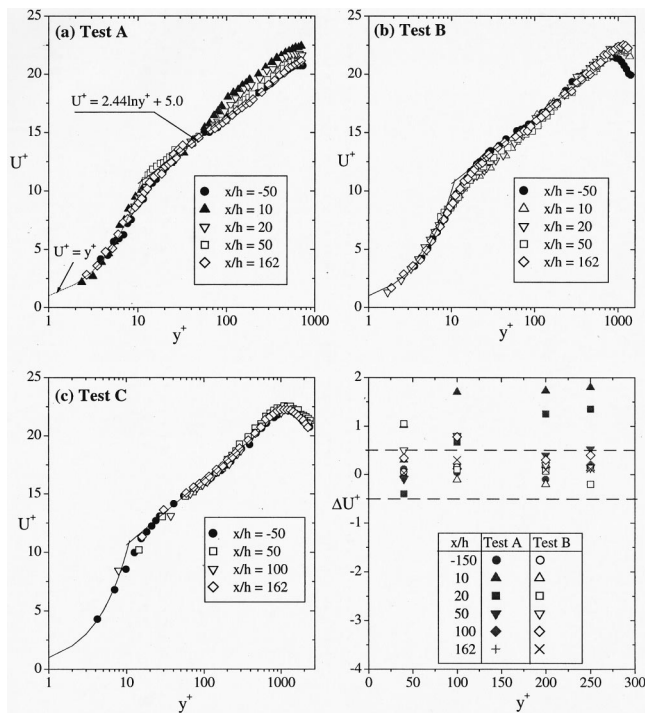 (a) Test A
U⁺ = 2.44lny⁺ + 5.0
U⁺ = y⁺
x/h = -50
x/h = 10
x/h = 20
x/h = 50
x/h = 162
25
20
15
10
5
0
U⁺
1
10
100
1000
y⁺
(b) Test B
x/h = -50
x/h = 10
x/h = 20
x/h = 50
x/h = 162
25
20
15
10
5
0
U⁺
1
10
100
1000
y⁺
(c) Test C
x/h = -50
x/h = 50
x/h = 100
x/h = 162
25
20
15
10
5
0
U⁺
1
10
100
1000
y⁺
2
1
0
ΔU⁺
-1
-2
-3
-4
x/h Test A Test B
-150
10
20
50
100
162
0 50 100 150 200 250 300
y⁺